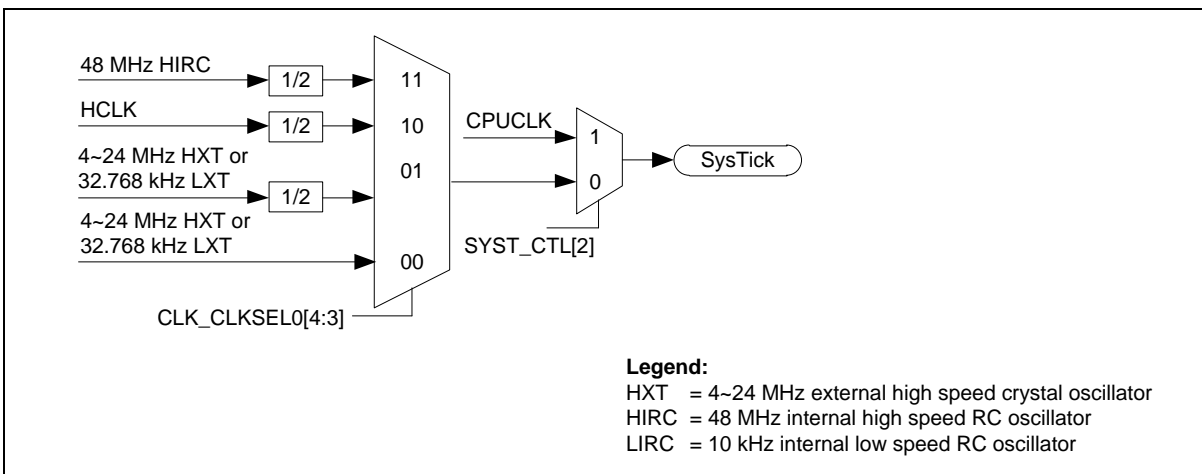 48 MHz HIRC
1/2
11
HCLK
1/2
10
CPUCLK
1
4~24 MHz HXT or
32.768 kHz LXT
1/2
01
0
SysTick
4~24 MHz HXT or
32.768 kHz LXT
00
SYST_CTL[2]
CLK_CLKSEL0[4:3]
Legend:
HXT = 4~24 MHz external high speed crystal oscillator
HIRC = 48 MHz internal high speed RC oscillator
LIRC = 10 kHz internal low speed RC oscillator